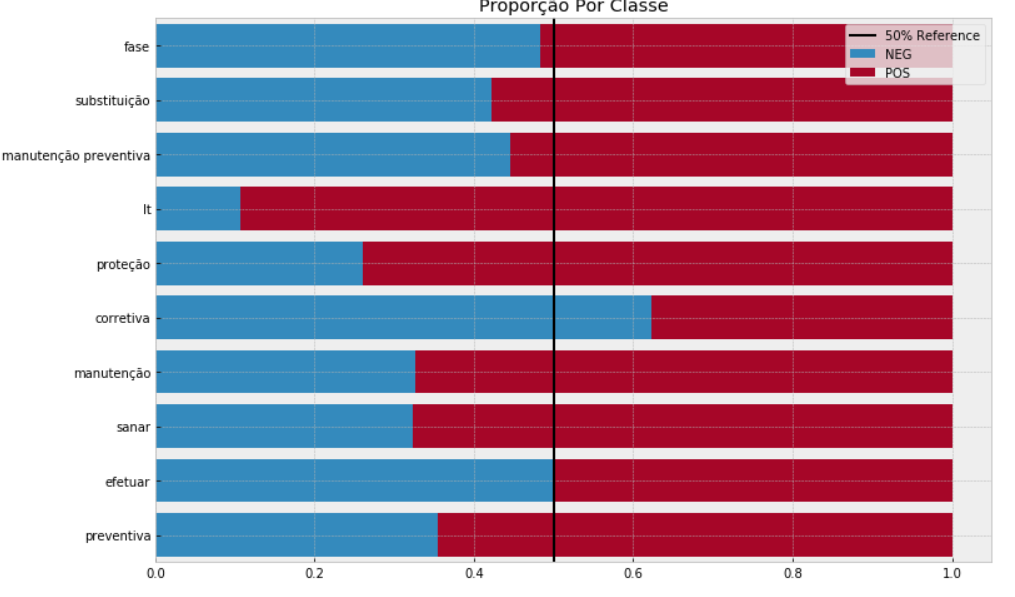 Proporção Por Classe
50% Reference
NEG
POS
fase
substituição
manutenção preventiva
lt
proteção
corretiva
manutenção
sanar
efetuar
preventiva
0.0 0.2 0.4 0.6 0.8 1.0